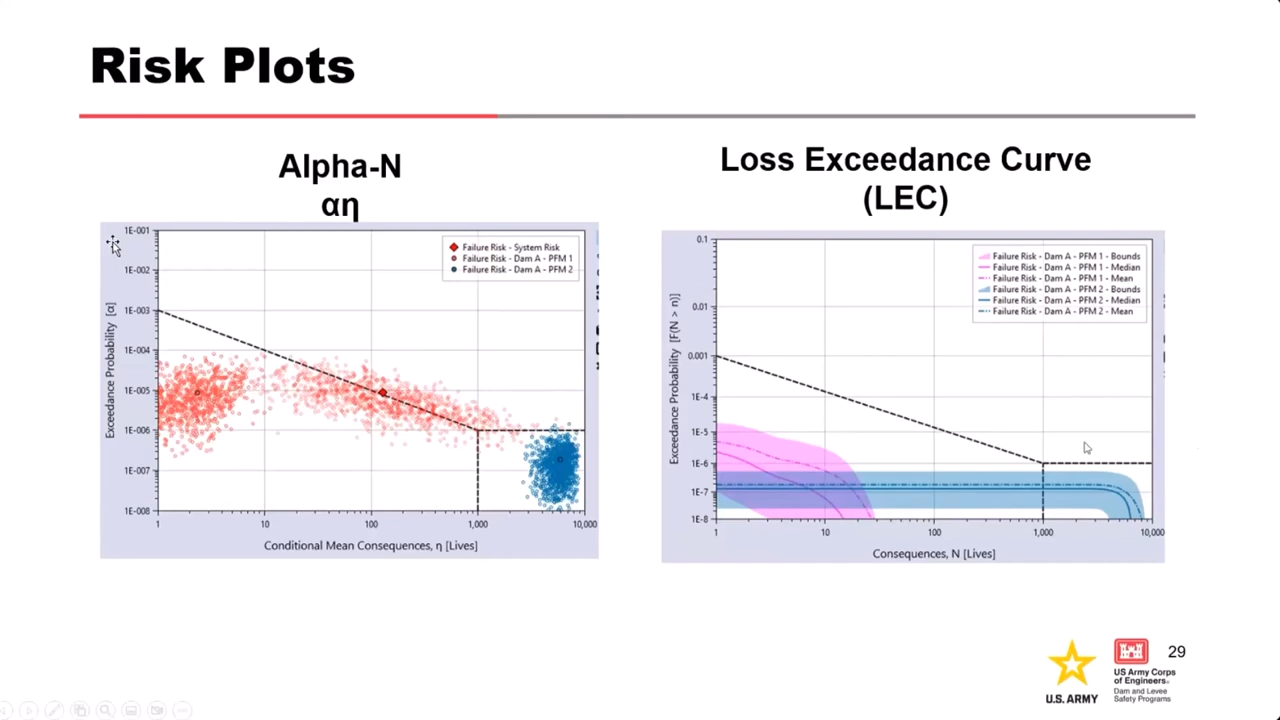 Risk Plots
Alpha-N
αη
Loss Exceedance Curve
(LEC)
1E-001
1E-002
1E-003
1E-004
1E-005
1E-006
1E-007
1E-008
Exceedance Probability [α]
Failure Risk - System Risk
Failure Risk - Dam A - PFM 1
Failure Risk - Dam A - PFM 2
1
10
100
1,000
10,000
Conditional Mean Consequences, η [Lives]
0.1
0.01
0.001
1E-4
1E-5
1E-6
1E-7
1E-8
Exceedance Probability [F(N > n)]
Failure Risk - Dam A - PFM 1 - Bounds
Failure Risk - Dam A - PFM 1 - Median
Failure Risk - Dam A - PFM 1 - Mean
Failure Risk - Dam A - PFM 2 - Bounds
Failure Risk - Dam A - PFM 2 - Median
Failure Risk - Dam A - PFM 2 - Mean
1
10
100
1,000
10,000
Consequences, N [Lives]
U.S. ARMY
US Army Corps
of Engineers®
Dam and Levee
Safety Programs
29